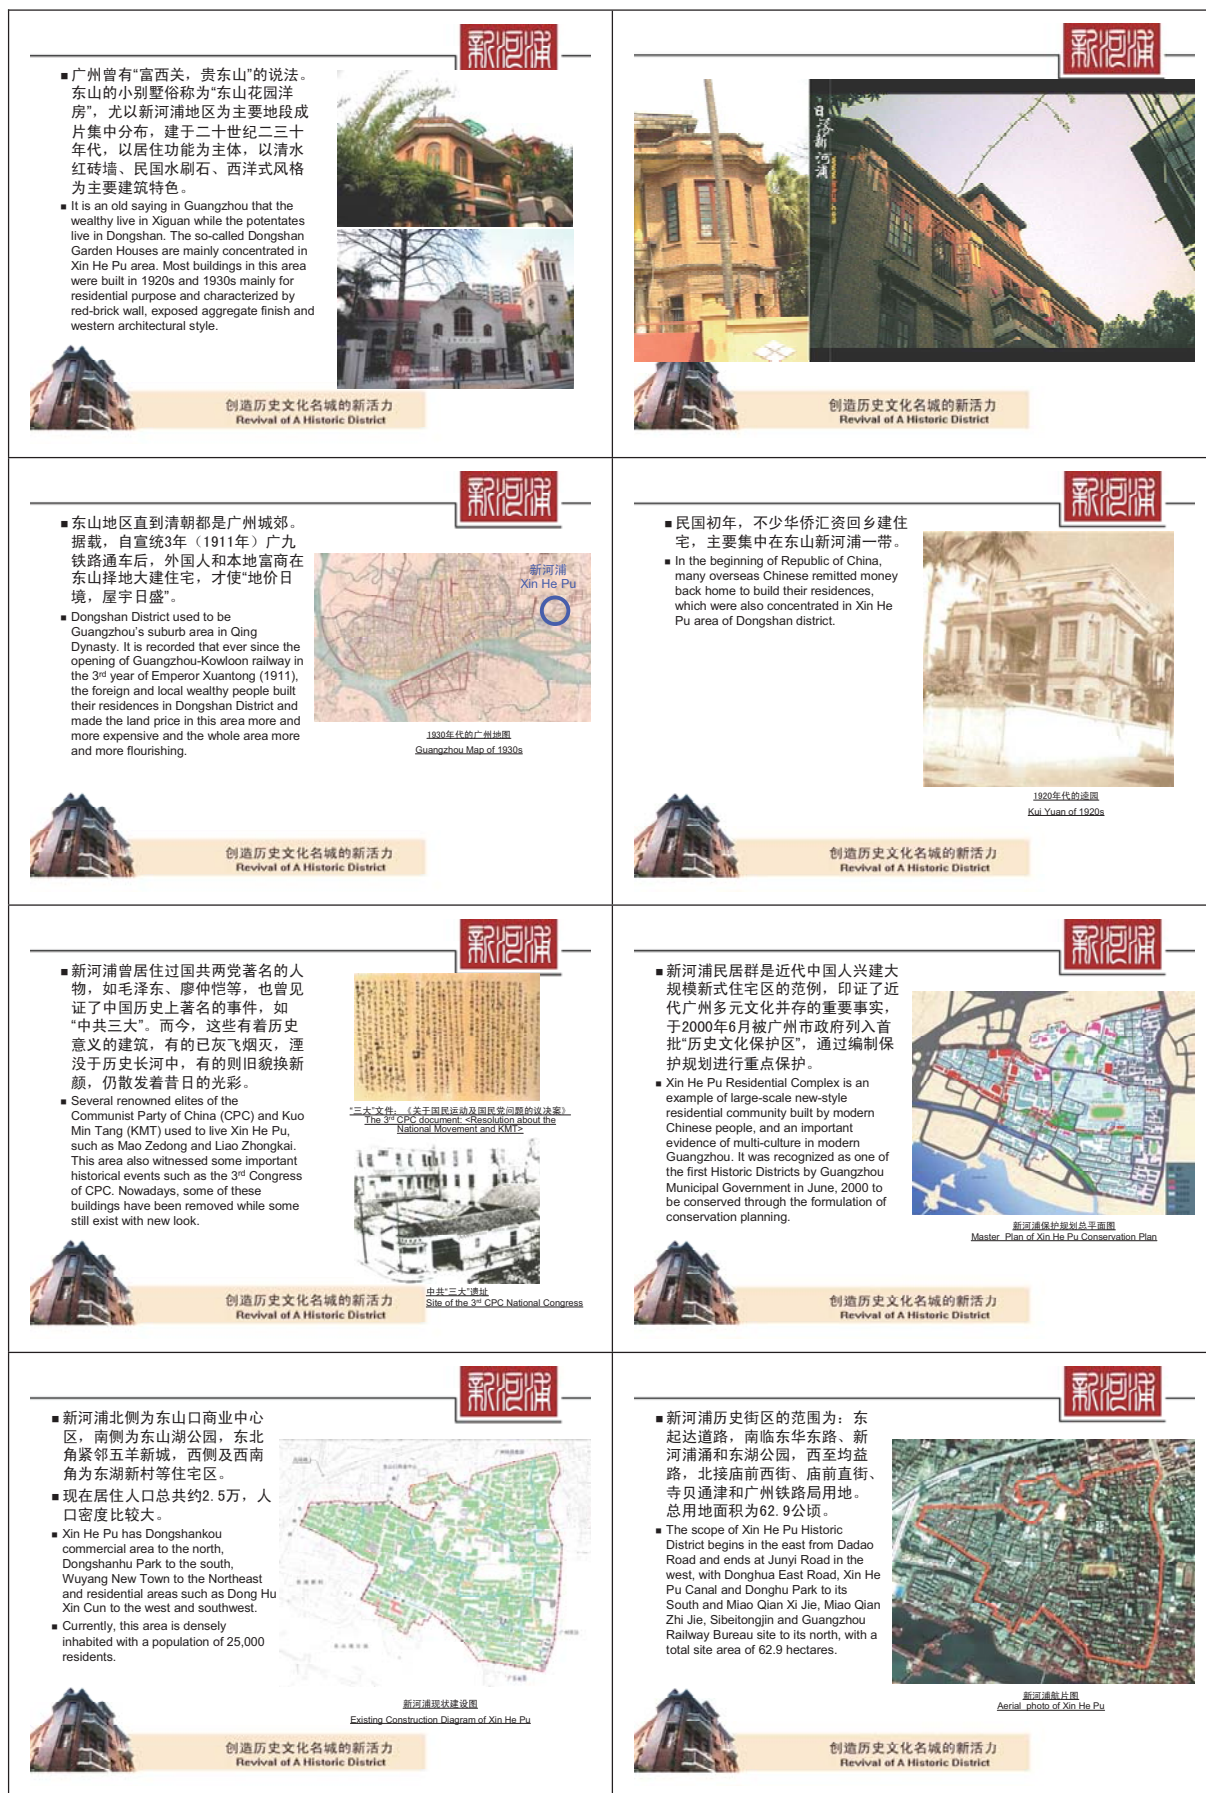 新河浦
■ 广州曾有“富西关，贵东山”的说法。
东山的小别墅俗称为“东山花园洋
房”，尤以新河浦地区为主要地段成
片集中分布，建于二十世纪二三十
年代，以居住功能为主体，以清水
红砖墙、民国水刷石、西洋式风格
为主要建筑特色。
■ It is an old saying in Guangzhou that the
wealthy live in Xiguan while the potentates
live in Dongshan. The so-called Dongshan
Garden Houses are mainly concentrated in
Xin He Pu area. Most buildings in this area
were built in 1920s and 1930s mainly for
residential purpose and characterized by
red-brick wall, exposed aggregate finish and
western architectural style.
创造历史文化名城的新活力
Revival of A Historic District
新河浦
新河浦
创造历史文化名城的新活力
Revival of A Historic District
新河浦
■ 东山地区直到清朝都是广州城郊。
据载，自宣统3年（1911年）广九
铁路通车后，外国人和本地富商在
东山择地大建住宅，才使“地价日
境，屋宇日盛”。
■ Dongshan District used to be
Guangzhou's suburb area in Qing
Dynasty. It is recorded that ever since the
opening of Guangzhou-Kowloon railway in
the 3rd year of Emperor Xuantong (1911),
the foreign and local wealthy people built
their residences in Dongshan District and
made the land price in this area more and
more expensive and the whole area more
and more flourishing.
新河浦
Xin He Pu
1930年代的广州地图
Guangzhou Map of 1930s
创造历史文化名城的新活力
Revival of A Historic District
新河浦
■ 民国初年，不少华侨汇资回乡建住
宅，主要集中在东山新河浦一带。
■ In the beginning of Republic of China,
many overseas Chinese remitted money
back home to build their residences,
which were also concentrated in Xin He
Pu area of Dongshan district.
1920年代的逵园
Kui Yuan of 1920s
创造历史文化名城的新活力
Revival of A Historic District
新河浦
■ 新河浦曾居住过国共两党著名的人
物，如毛泽东、廖仲恺等，也曾见
证了中国历史上著名的事件，如
“中共三大”。而今，这些有着历史
意义的建筑，有的已灰飞烟灭，湮
没于历史长河中，有的则旧貌换新
颜，仍散发着昔日的光彩。
■ Several renowned elites of the
Communist Party of China (CPC) and Kuo
Min Tang (KMT) used to live Xin He Pu,
such as Mao Zedong and Liao Zhongkai.
This area also witnessed some important
historical events such as the 3rd Congress
of CPC. Nowadays, some of these
buildings have been removed while some
still exist with new look.
“三大”文件：《关于国民运动及国民党问题的议决案》
The 3rd CPC document: <Resolution about the
National Movement and KMT>
中共“三大”遗址
Site of the 3rd CPC National Congress
创造历史文化名城的新活力
Revival of A Historic District
新河浦
■ 新河浦民居群是近代中国人兴建大
规模新式住宅区的范例，印证了近
代广州多元文化并存的重要事实，
于2000年6月被广州市政府列入首
批“历史文化保护区”，通过编制保
护规划进行重点保护。
■ Xin He Pu Residential Complex is an
example of large-scale new-style
residential community built by modern
Chinese people, and an important
evidence of multi-culture in modern
Guangzhou. It was recognized as one of
the first Historic Districts by Guangzhou
Municipal Government in June, 2000 to
be conserved through the formulation of
conservation planning.
新河浦保护规划总平面图
Master Plan of Xin He Pu Conservation Plan
创造历史文化名城的新活力
Revival of A Historic District
新河浦
■ 新河浦北侧为东山口商业中心
区，南侧为东山湖公园，东北
角紧邻五羊新城，西侧及西南
角为东湖新村等住宅区。
■ 现在居住人口总共约2.5万，人
口密度比较大。
■ Xin He Pu has Dongshankou
commercial area to the north,
Dongshanhu Park to the south,
Wuyang New Town to the Northeast
and residential areas such as Dong Hu
Xin Cun to the west and southwest.
■ Currently, this area is densely
inhabited with a population of 25,000
residents.
新河浦现状建设图
Existing Construction Diagram of Xin He Pu
创造历史文化名城的新活力
Revival of A Historic District
新河浦
■ 新河浦历史街区的范围为：东
起达道路，南临东华东路、新
河浦涌和东湖公园，西至均益
路，北接庙前西街、庙前直街、
寺贝通津和广州铁路局用地。
总用地面积为62.9公顷。
■ The scope of Xin He Pu Historic
District begins in the east from Dadao
Road and ends at Junyi Road in the
west, with Donghua East Road, Xin He
Pu Canal and Donghu Park to its
South and Miao Qian Xi Jie, Miao Qian
Zhi Jie, Sibeitongjin and Guangzhou
Railway Bureau site to its north, with a
total site area of 62.9 hectares.
新河浦航片图
Aerial photo of Xin He Pu
创造历史文化名城的新活力
Revival of A Historic District